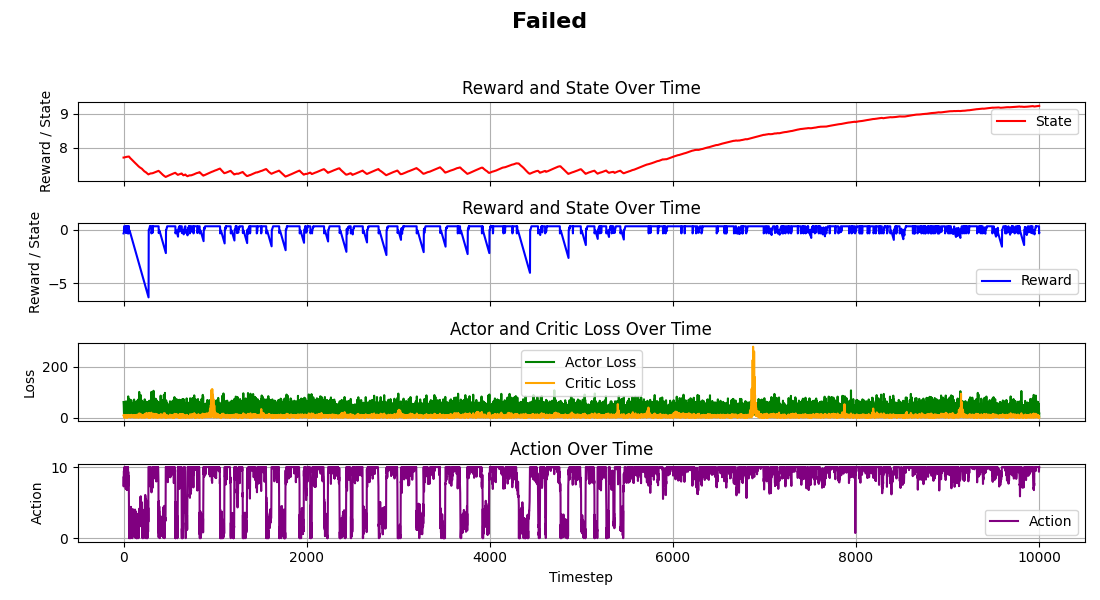 Failed
Reward and State Over Time
Reward / State
9
8
State
Reward and State Over Time
Reward / State
0
−5
Reward
Actor and Critic Loss Over Time
Loss
200
0
Actor Loss
Critic Loss
Action Over Time
Action
10
0
Action
0 2000 4000 6000 8000 10000
Timestep